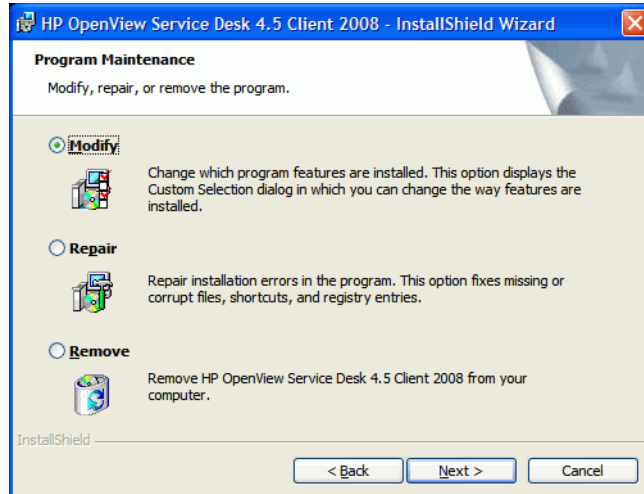 HP OpenView Service Desk 4.5 Client 2008 - InstallShield Wizard
Program Maintenance
Modify, repair, or remove the program.
Modify
Change which program features are installed. This option displays the
Custom Selection dialog in which you can change the way features are
installed.
Repair
Repair installation errors in the program. This option fixes missing or
corrupt files, shortcuts, and registry entries.
Remove
Remove HP OpenView Service Desk 4.5 Client 2008 from your
computer.
InstallShield
< Back Next > Cancel